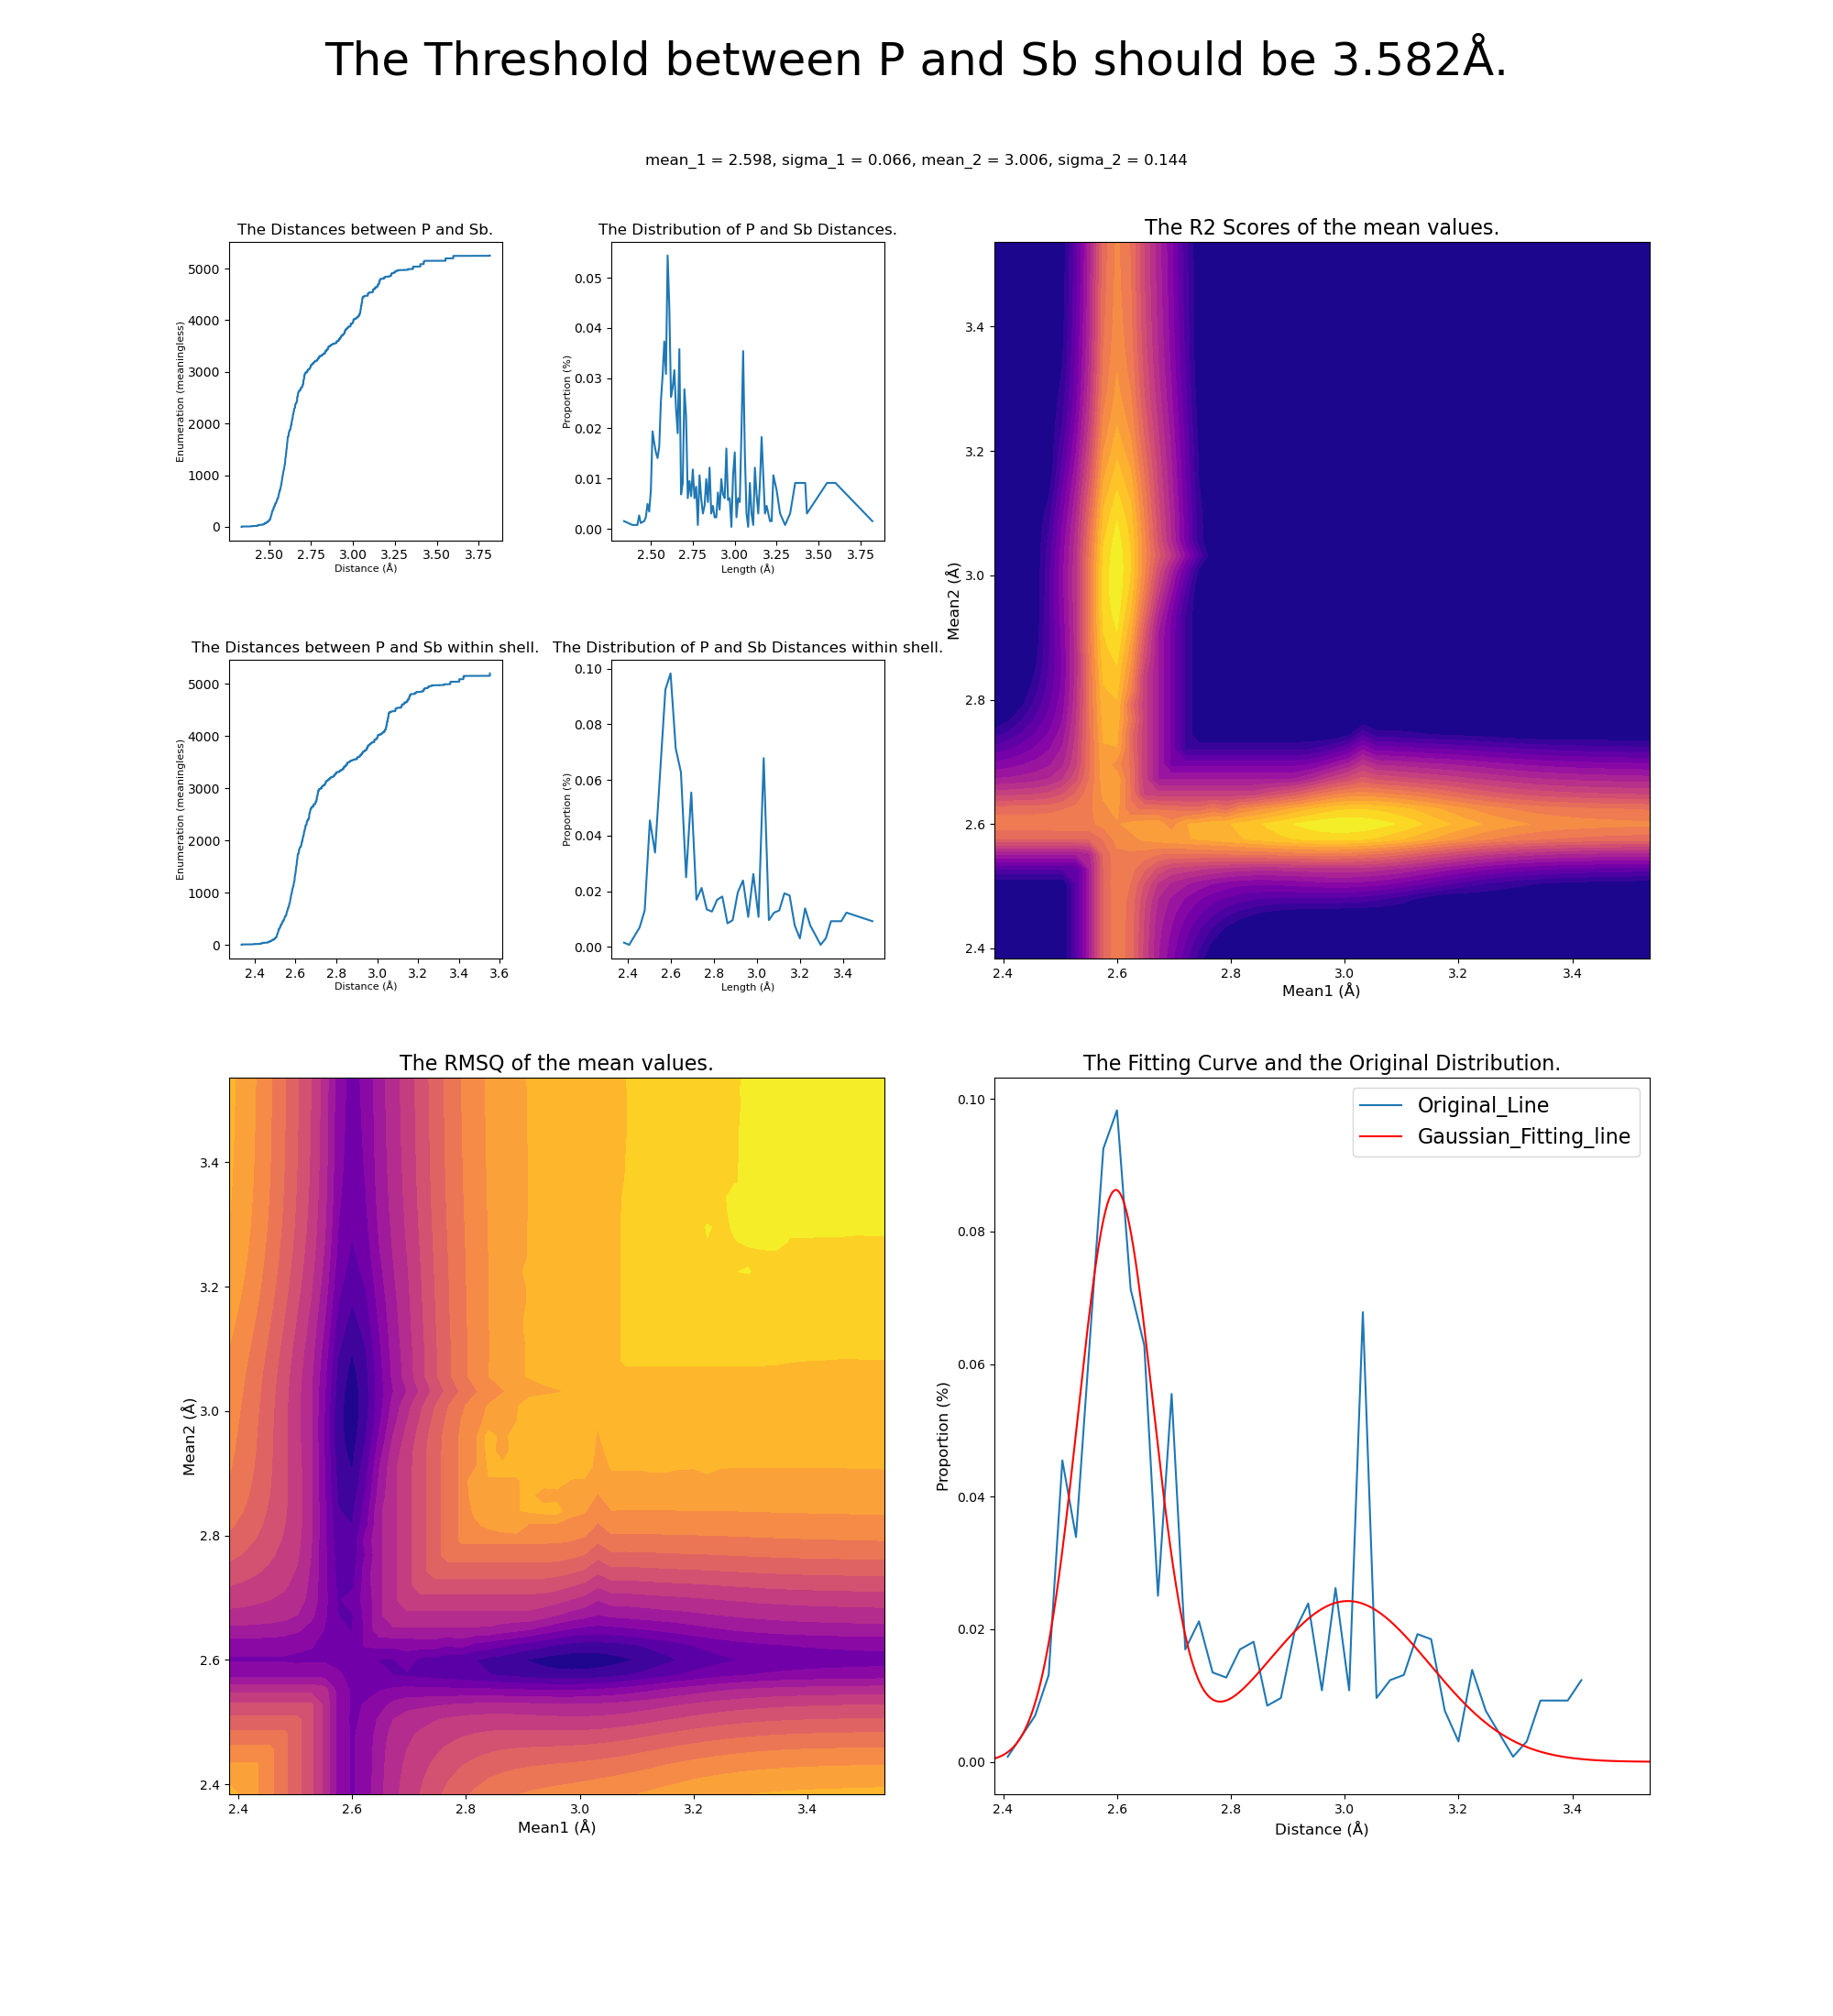 The Threshold between P and Sb should be 3.582Å.
mean_1 = 2.598, sigma_1 = 0.066, mean_2 = 3.006, sigma_2 = 0.144
The Distances between P and Sb.
Enumeration (meaningless)
5000
4000
3000
2000
1000
0
2.50 2.75 3.00 3.25 3.50 3.75
Distance (Å)
The Distribution of P and Sb Distances.
Proportion (%)
0.05
0.04
0.03
0.02
0.01
0.00
2.50 2.75 3.00 3.25 3.50 3.75
Length (Å)
The R2 Scores of the mean values.
Mean2 (Å)
3.4
3.2
3.0
2.8
2.6
2.4
2.4 2.6 2.8 3.0 3.2 3.4
Mean1 (Å)
The Distances between P and Sb within shell.
Enumeration (meaningless)
5000
4000
3000
2000
1000
0
2.4 2.6 2.8 3.0 3.2 3.4 3.6
Distance (Å)
The Distribution of P and Sb Distances within shell.
Proportion (%)
0.10
0.08
0.06
0.04
0.02
0.00
2.4 2.6 2.8 3.0 3.2 3.4
Length (Å)
The RMSQ of the mean values.
Mean2 (Å)
3.4
3.2
3.0
2.8
2.6
2.4
2.4 2.6 2.8 3.0 3.2 3.4
Mean1 (Å)
The Fitting Curve and the Original Distribution.
Original_Line
Gaussian_Fitting_line
Proportion (%)
0.10
0.08
0.06
0.04
0.02
0.00
2.4 2.6 2.8 3.0 3.2 3.4
Distance (Å)